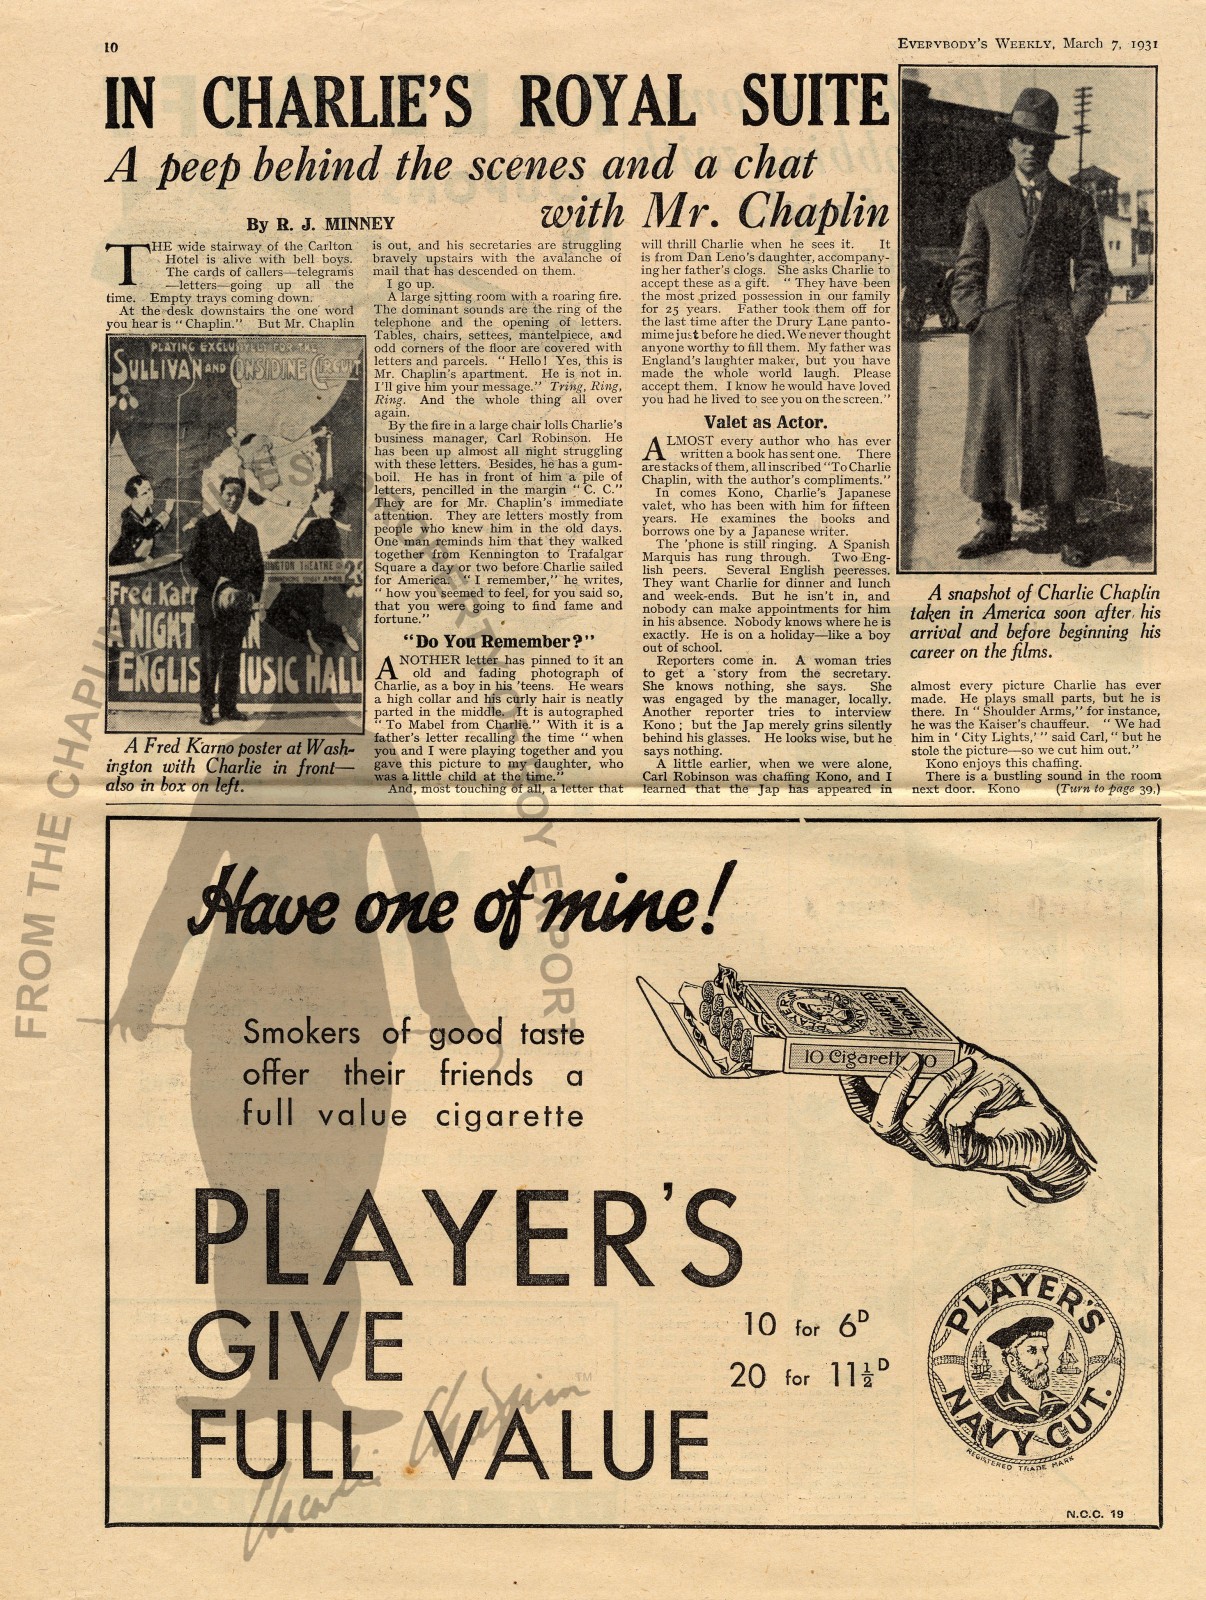 10
EVERYBODY'S WEEKLY, March 7, 1931
IN CHARLIE'S ROYAL SUITE
A peep behind the scenes and a chat
with Mr. Chaplin
By R. J. MINNEY
THE wide stairway of the Carlton
Hotel is alive with bell boys.
The cards of callers—telegrams
—letters—going up all the
time. Empty trays coming down.
At the desk downstairs the one word
you hear is "Chaplin." But Mr. Chaplin
PLAYING EXCLUSIVELY FOR THE
SULLIVAN AND CONSIDINE CIRCUIT
INGTON THEATRE
23
Fred Karn
A NIGHT IN AN
ENGLISH MUSIC HALL
A Fred Karno poster at Wash-
ington with Charlie in front—
also in box on left.
is out, and his secretaries are struggling
bravely upstairs with the avalanche of
mail that has descended on them.
I go up.
A large sitting room with a roaring fire.
The dominant sounds are the ring of the
telephone and the opening of letters.
Tables, chairs, settees, mantelpiece, and
odd corners of the floor are covered with
letters and parcels. "Hello! Yes, this is
Mr. Chaplin's apartment. He is not in.
I'll give him your message." Tring, Ring,
Ring. And the whole thing all over
again.
By the fire in a large chair lolls Charlie's
business manager, Carl Robinson. He
has been up almost all night struggling
with these letters. Besides, he has a gum-
boil. He has in front of him a pile of
letters, pencilled in the margin "C. C."
They are for Mr. Chaplin's immediate
attention. They are letters mostly from
people who knew him in the old days.
One man reminds him that they walked
together from Kennington to Trafalgar
Square a day or two before Charlie sailed
for America. "I remember," he writes,
"how you seemed to feel, for you said so,
that you were going to find fame and
fortune."
"Do You Remember?"
ANOTHER letter has pinned to it an
old and fading photograph of
Charlie, as a boy in his 'teens. He wears
a high collar and his curly hair is neatly
parted in the middle. It is autographed
"To Mabel from Charlie." With it is a
father's letter recalling the time "when
you and I were playing together and you
gave this picture to my daughter, who
was a little child at the time."
And, most touching of all, a letter that
will thrill Charlie when he sees it. It
is from Dan Leno's daughter, accompany-
ing her father's clogs. She asks Charlie to
accept these as a gift. "They have been
the most prized possession in our family
for 25 years. Father took them off for
the last time after the Drury Lane panto-
mime just before he died. We never thought
anyone worthy to fill them. My father was
England's laughter maker, but you have
made the whole world laugh. Please
accept them. I know he would have loved
you had he lived to see you on the screen."
Valet as Actor.
ALMOST every author who has ever
written a book has sent one. There
are stacks of them, all inscribed "To Charlie
Chaplin, with the author's compliments."
In comes Kono, Charlie's Japanese
valet, who has been with him for fifteen
years. He examines the books and
borrows one by a Japanese writer.
The 'phone is still ringing. A Spanish
Marquis has rung through. Two Eng-
lish peers. Several English peeresses.
They want Charlie for dinner and lunch
and week-ends. But he isn't in, and
nobody can make appointments for him
in his absence. Nobody knows where he is
exactly. He is on a holiday—like a boy
out of school.
Reporters come in. A woman tries
to get a story from the secretary.
She knows nothing, she says. She
was engaged by the manager, locally.
Another reporter tries to interview
Kono; but the Jap merely grins silently
behind his glasses. He looks wise, but he
says nothing.
A little earlier, when we were alone,
Carl Robinson was chaffing Kono, and I
learned that the Jap has appeared in
A snapshot of Charlie Chaplin
taken in America soon after his
arrival and before beginning his
career on the films.
almost every picture Charlie has ever
made. He plays small parts, but he is
there. In "Shoulder Arms," for instance,
he was the Kaiser's chauffeur. "We had
him in 'City Lights,'" said Carl, "but he
stole the picture—so we cut him out."
Kono enjoys this chaffing.
There is a bustling sound in the room
next door. Kono (Turn to page 39.)
Have one of mine!
Smokers of good taste
offer their friends a
full value cigarette
10 Cigarettes 10
PLAYER'S
GIVE
FULL VALUE
10 for 6D
20 for 11½D
PLAYER'S
NAVY CUT.
REGISTERED TRADE MARK
N.C.C. 19
Charlie Chaplin TM